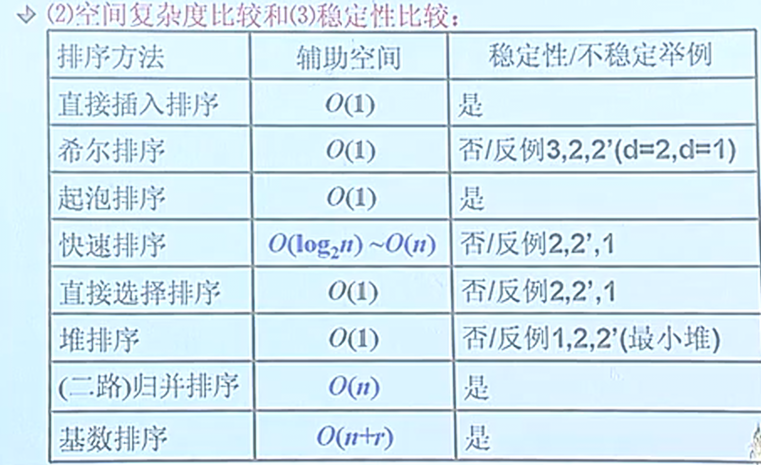 (2)空间复杂度比较和(3)稳定性比较:
排序方法 辅助空间 稳定性/不稳定举例
直接插入排序 O(1) 是
希尔排序 O(1) 否/反例3,2,2'(d=2,d=1)
起泡排序 O(1) 是
快速排序 O(log₂n) ~O(n) 否/反例2,2',1
直接选择排序 O(1) 否/反例2,2',1
堆排序 O(1) 否/反例1,2,2'(最小堆)
(二路)归并排序 O(n) 是
基数排序 O(n+r) 是